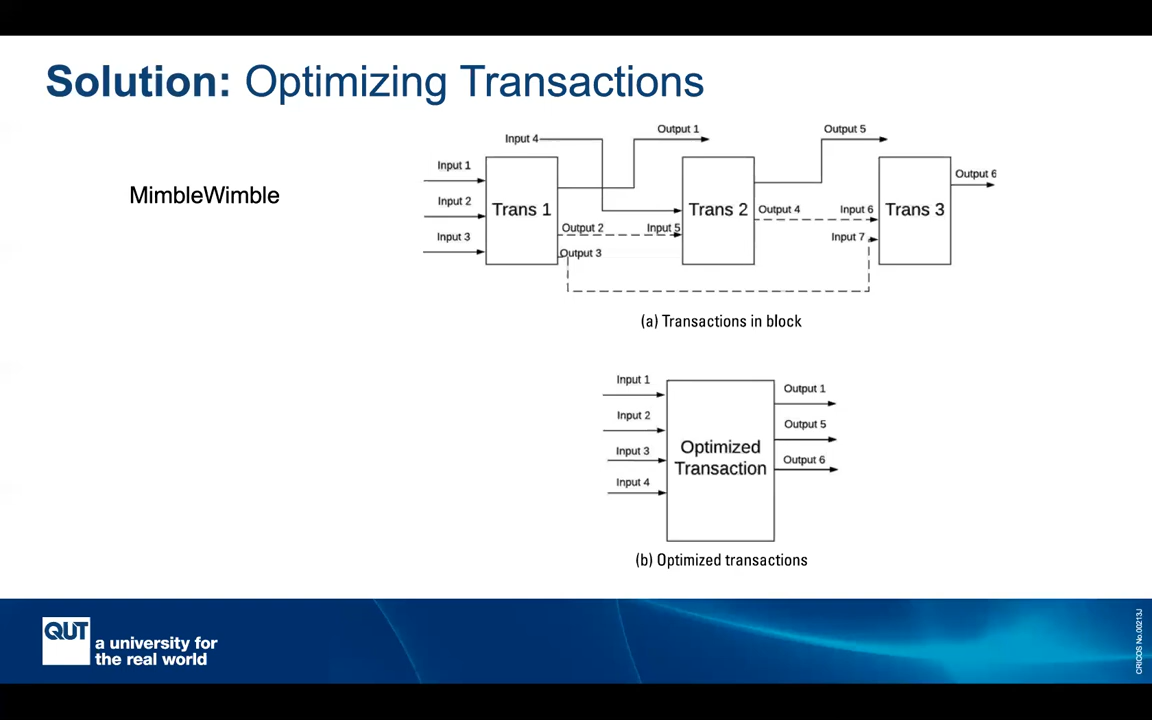 Solution: Optimizing Transactions
MimbleWimble
Input 4
Output 1
Output 5
Input 1
Input 2
Input 3
Trans 1
Output 2
Output 3
Input 5
Trans 2
Output 4
Input 6
Input 7
Trans 3
Output 6
(a) Transactions in block
Input 1
Input 2
Input 3
Input 4
Optimized
Transaction
Output 1
Output 5
Output 6
(b) Optimized transactions
QUT
a university for
the real world
CRICOS No.00213J